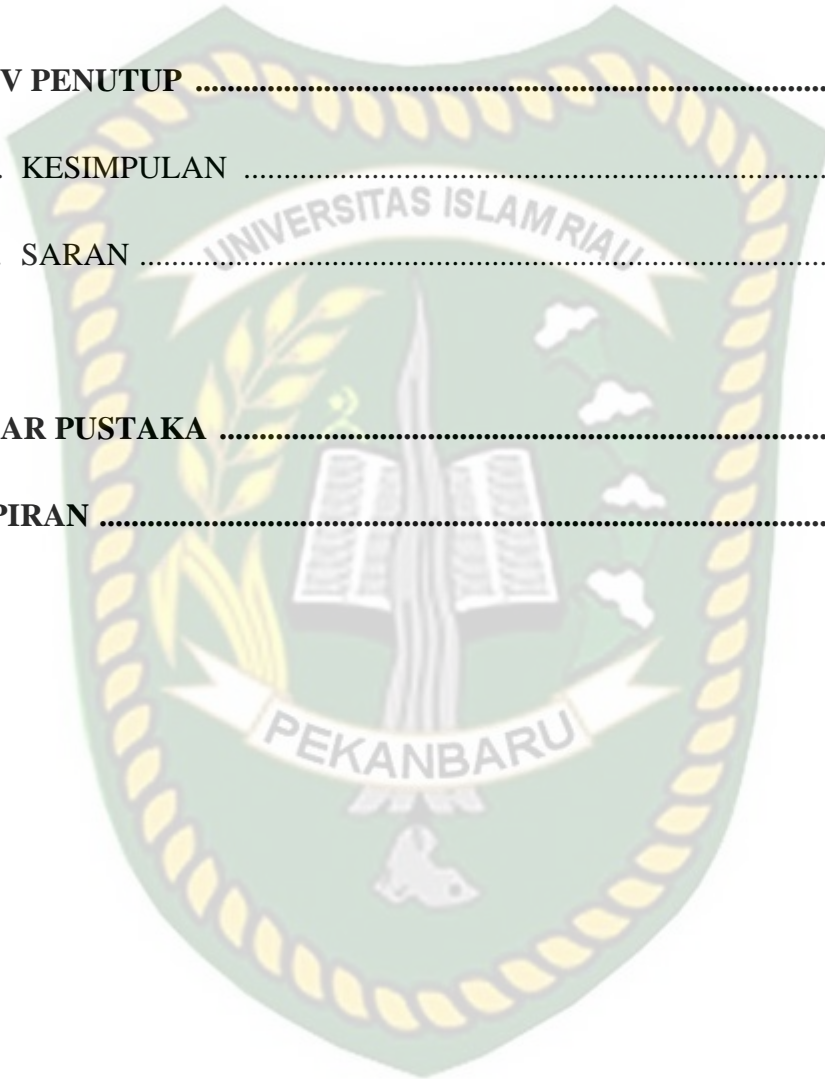 V PENUTUP ..........................................................................................
. KESIMPULAN ..........................................................................................
UNIVERSITAS ISLAM RIAU
. SARAN ..........................................................................................
AR PUSTAKA ..........................................................................................
PIRAN ..........................................................................................
PEKANBARU